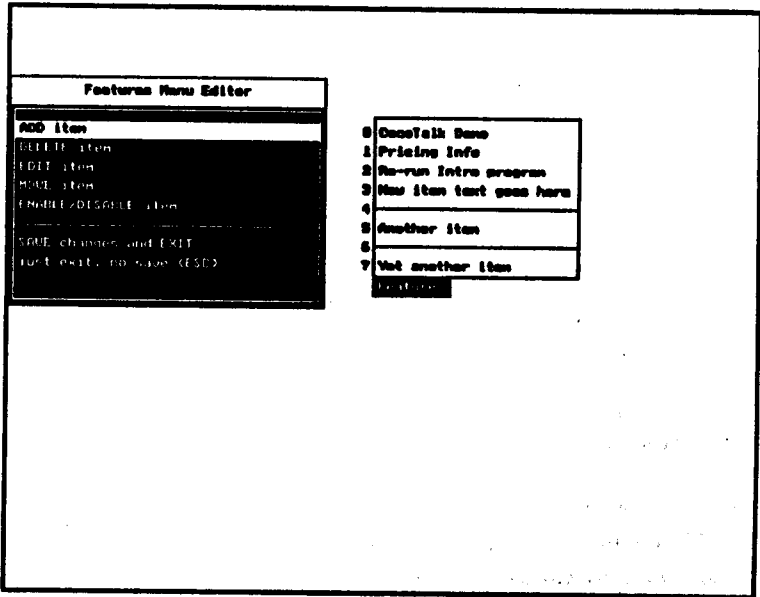 Features Menu Editor
ADD item
DELETE item
EDIT item
MOVE item
ENABLE/DISABLE item
SAVE changes and EXIT
just exit, no save (ESC)
0 CocoTalk Demo
1 Pricing Info
2 Re-run Intro program
3 New item text goes here
4
5 Another item
6
7 Yet another item
Features